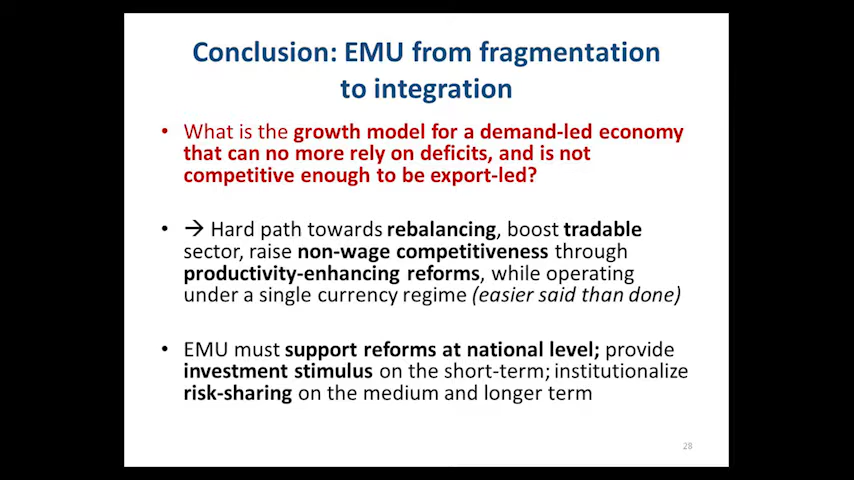 Conclusion: EMU from fragmentation
to integration
• What is the growth model for a demand-led economy
that can no more rely on deficits, and is not
competitive enough to be export-led?
• → Hard path towards rebalancing, boost tradable
sector, raise non-wage competitiveness through
productivity-enhancing reforms, while operating
under a single currency regime (easier said than done)
• EMU must support reforms at national level; provide
investment stimulus on the short-term; institutionalize
risk-sharing on the medium and longer term
28